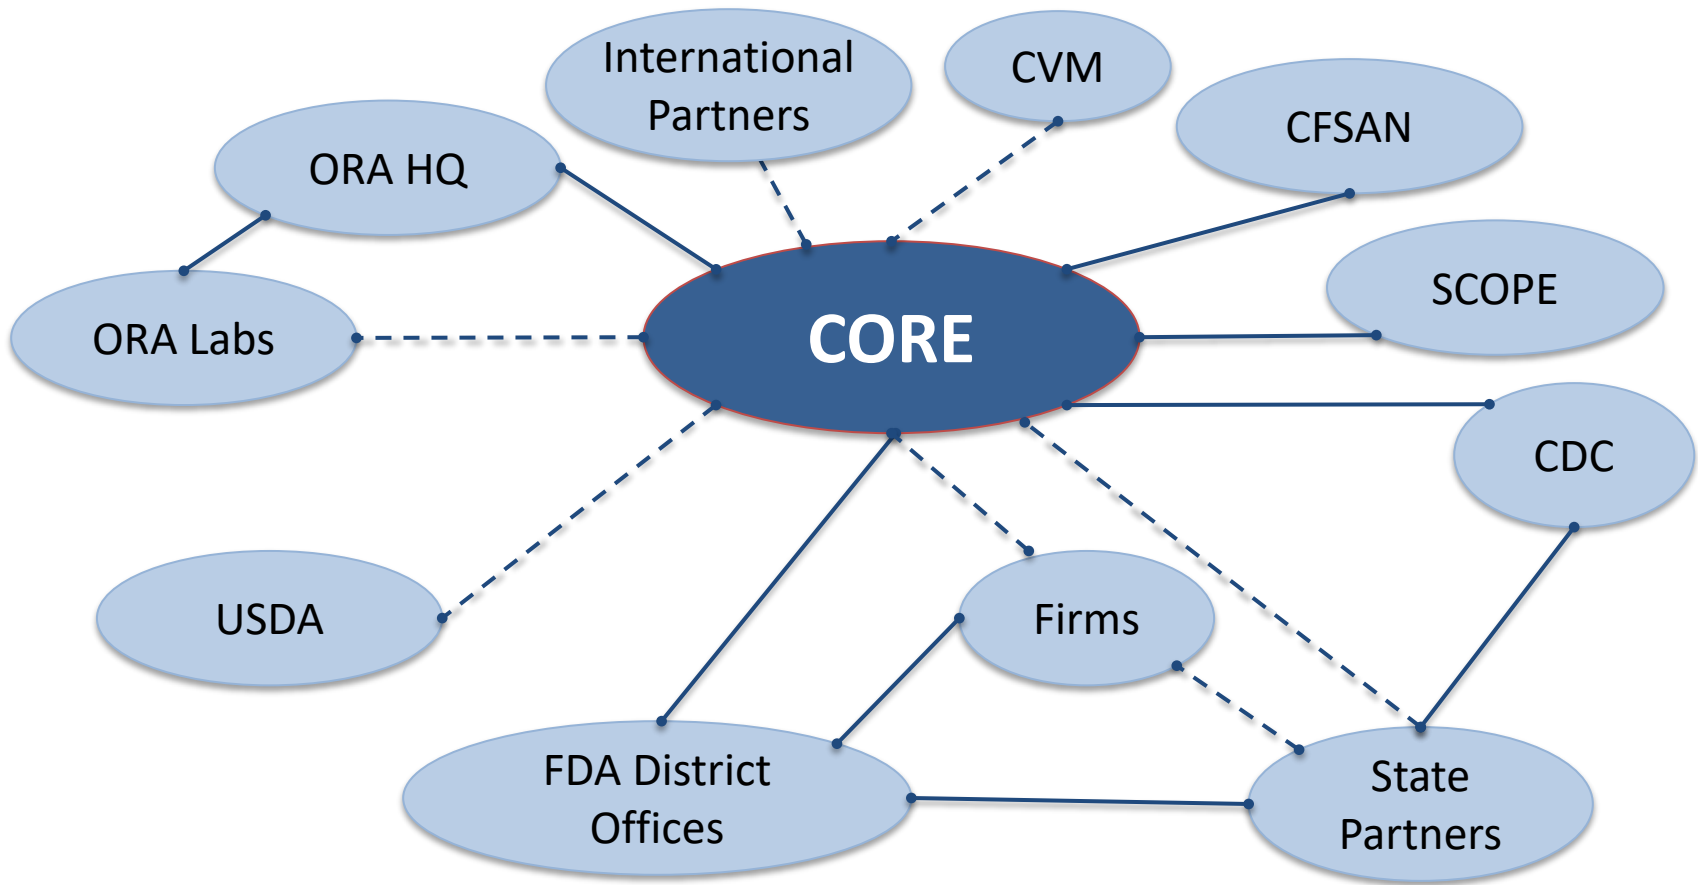 International
Partners
CVM
CFSAN
ORA HQ
SCOPE
ORA Labs
CORE
CDC
USDA
Firms
FDA District
Offices
State
Partners